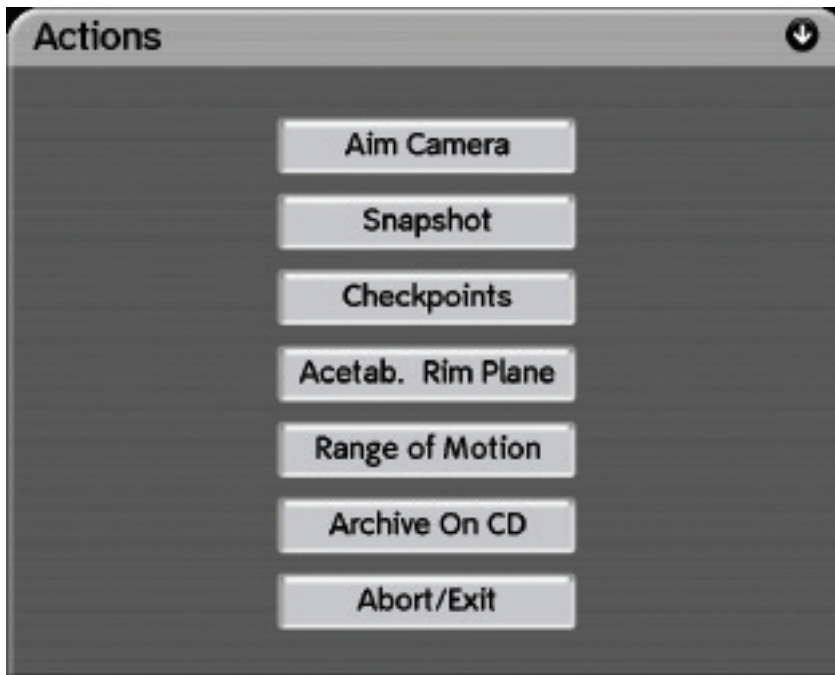 Actions
Aim Camera
Snapshot
Checkpoints
Acetab. Rim Plane
Range of Motion
Archive On CD
Abort/Exit